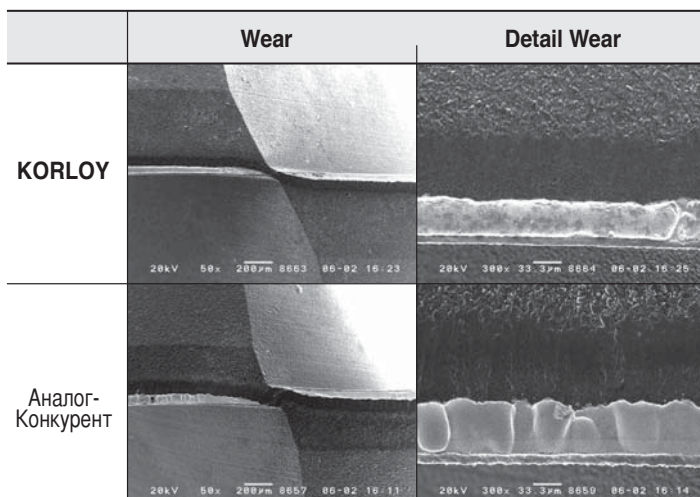 Wear
Detail Wear
KORLOY
20kV 50x 200µm 8663 06-02 16:23
20kV 300x 33.3µm 8664 06-02 16:25
Аналог-
Конкурент
20kV 50x 200µm 8657 06-02 16:11
20kV 300x 33.3µm 8659 06-02 16:14